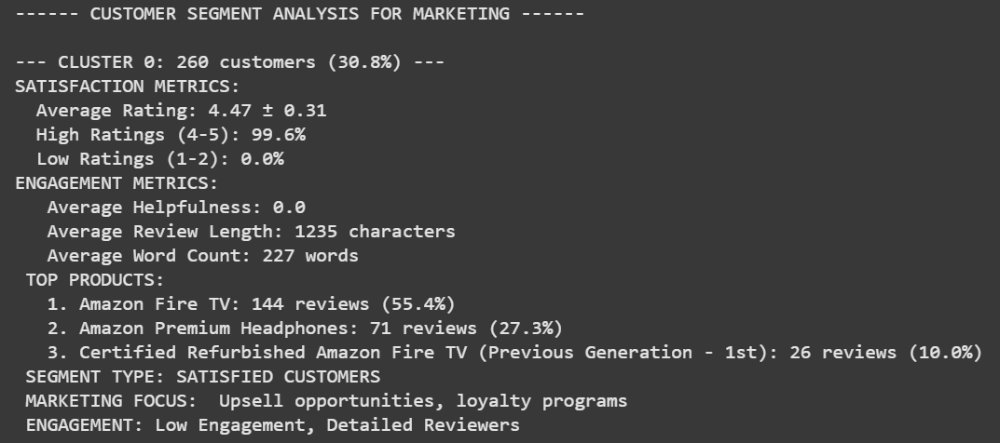 ------ CUSTOMER SEGMENT ANALYSIS FOR MARKETING ------
--- CLUSTER 0: 260 customers (30.8%) ---
SATISFACTION METRICS:
Average Rating: 4.47 ± 0.31
High Ratings (4-5): 99.6%
Low Ratings (1-2): 0.0%
ENGAGEMENT METRICS:
Average Helpfulness: 0.0
Average Review Length: 1235 characters
Average Word Count: 227 words
TOP PRODUCTS:
1. Amazon Fire TV: 144 reviews (55.4%)
2. Amazon Premium Headphones: 71 reviews (27.3%)
3. Certified Refurbished Amazon Fire TV (Previous Generation - 1st): 26 reviews (10.0%)
SEGMENT TYPE: SATISFIED CUSTOMERS
MARKETING FOCUS:  Upsell opportunities, loyalty programs
ENGAGEMENT: Low Engagement, Detailed Reviewers